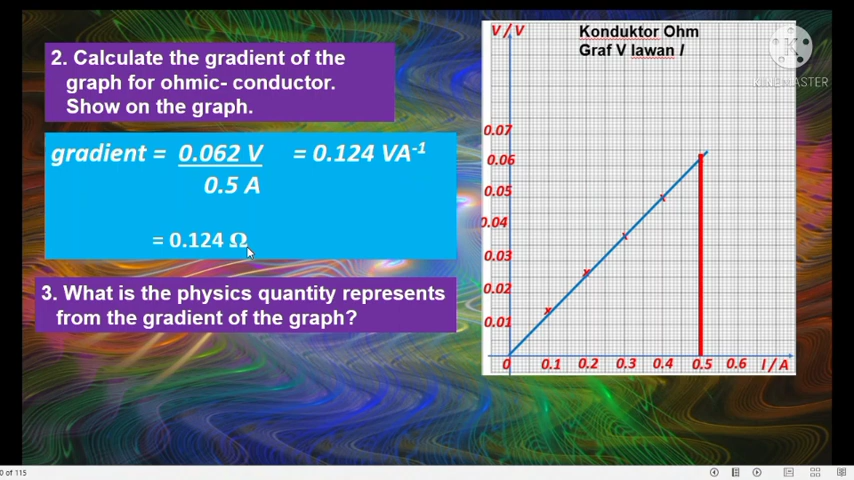 2. Calculate the gradient of the
graph for ohmic- conductor.
Show on the graph.
gradient = 0.062 V = 0.124 VA⁻¹
0.5 A
= 0.124 Ω
3. What is the physics quantity represents
from the gradient of the graph?
V / V
Konduktor Ohm
Graf V lawan I
K
KINEMASTER
0.07
0.06
0.05
0.04
0.03
0.02
0.01
0 0.1 0.2 0.3 0.4 0.5 0.6 I / A
0 of 115